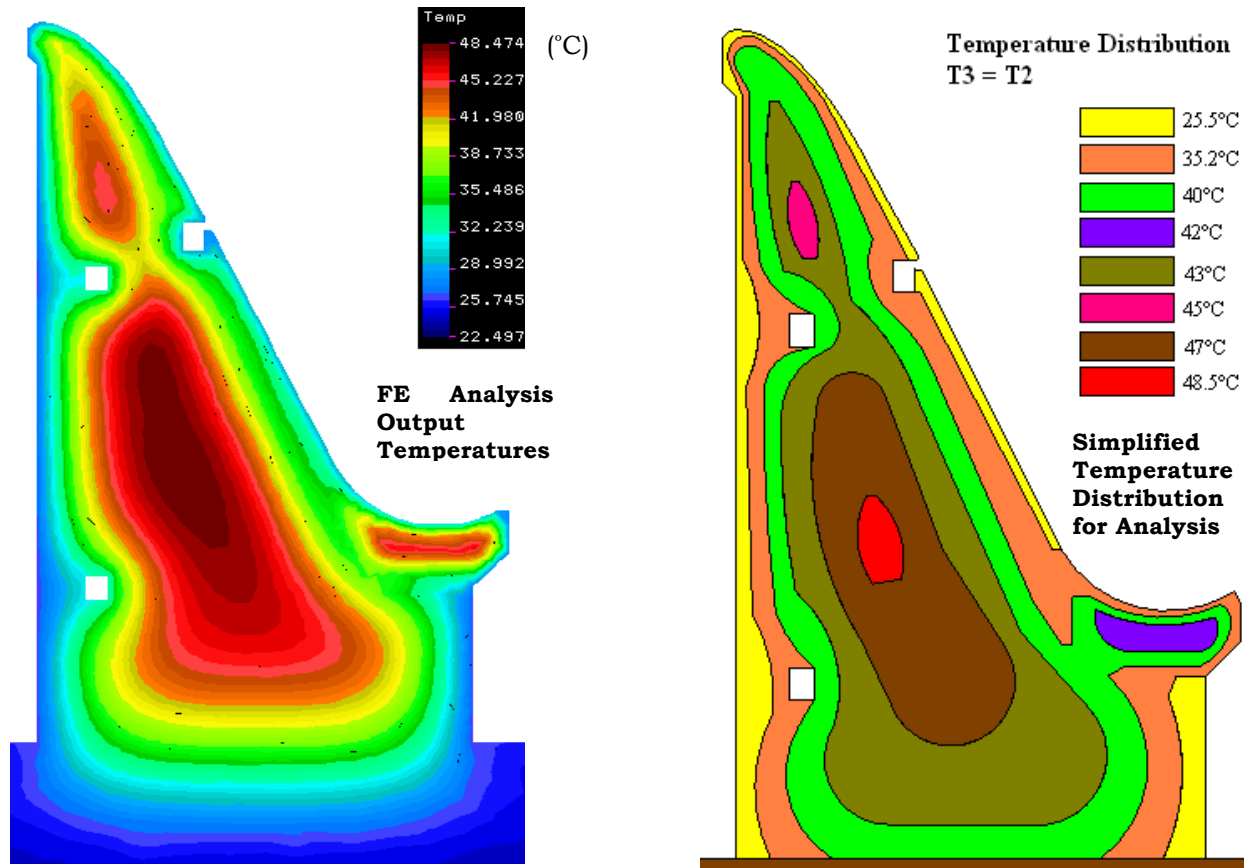 Temp
48.474
45.227
41.980
38.733
35.486
32.239
28.992
25.745
22.497
(°C)
FE Analysis
Output
Temperatures
Temperature Distribution
T3 = T2
25.5°C
35.2°C
40°C
42°C
43°C
45°C
47°C
48.5°C
Simplified
Temperature
Distribution
for Analysis